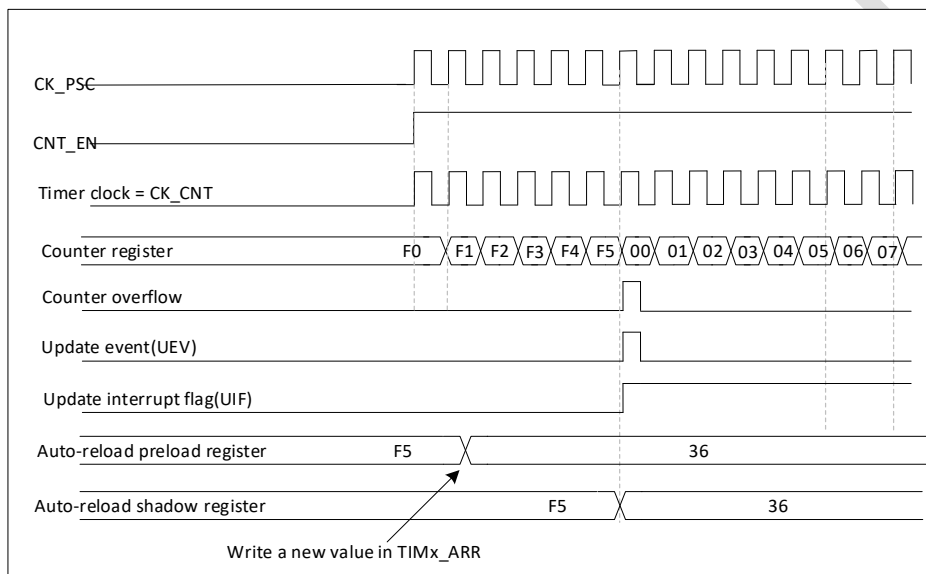 CK_PSC
CNT_EN
Timer clock = CK_CNT
Counter register F0 F1 F2 F3 F4 F5 00 01 02 03 04 05 06 07
Counter overflow
Update event(UEV)
Update interrupt flag(UIF)
Auto-reload preload register F5 36
Auto-reload shadow register F5 36
Write a new value in TIMx_ARR